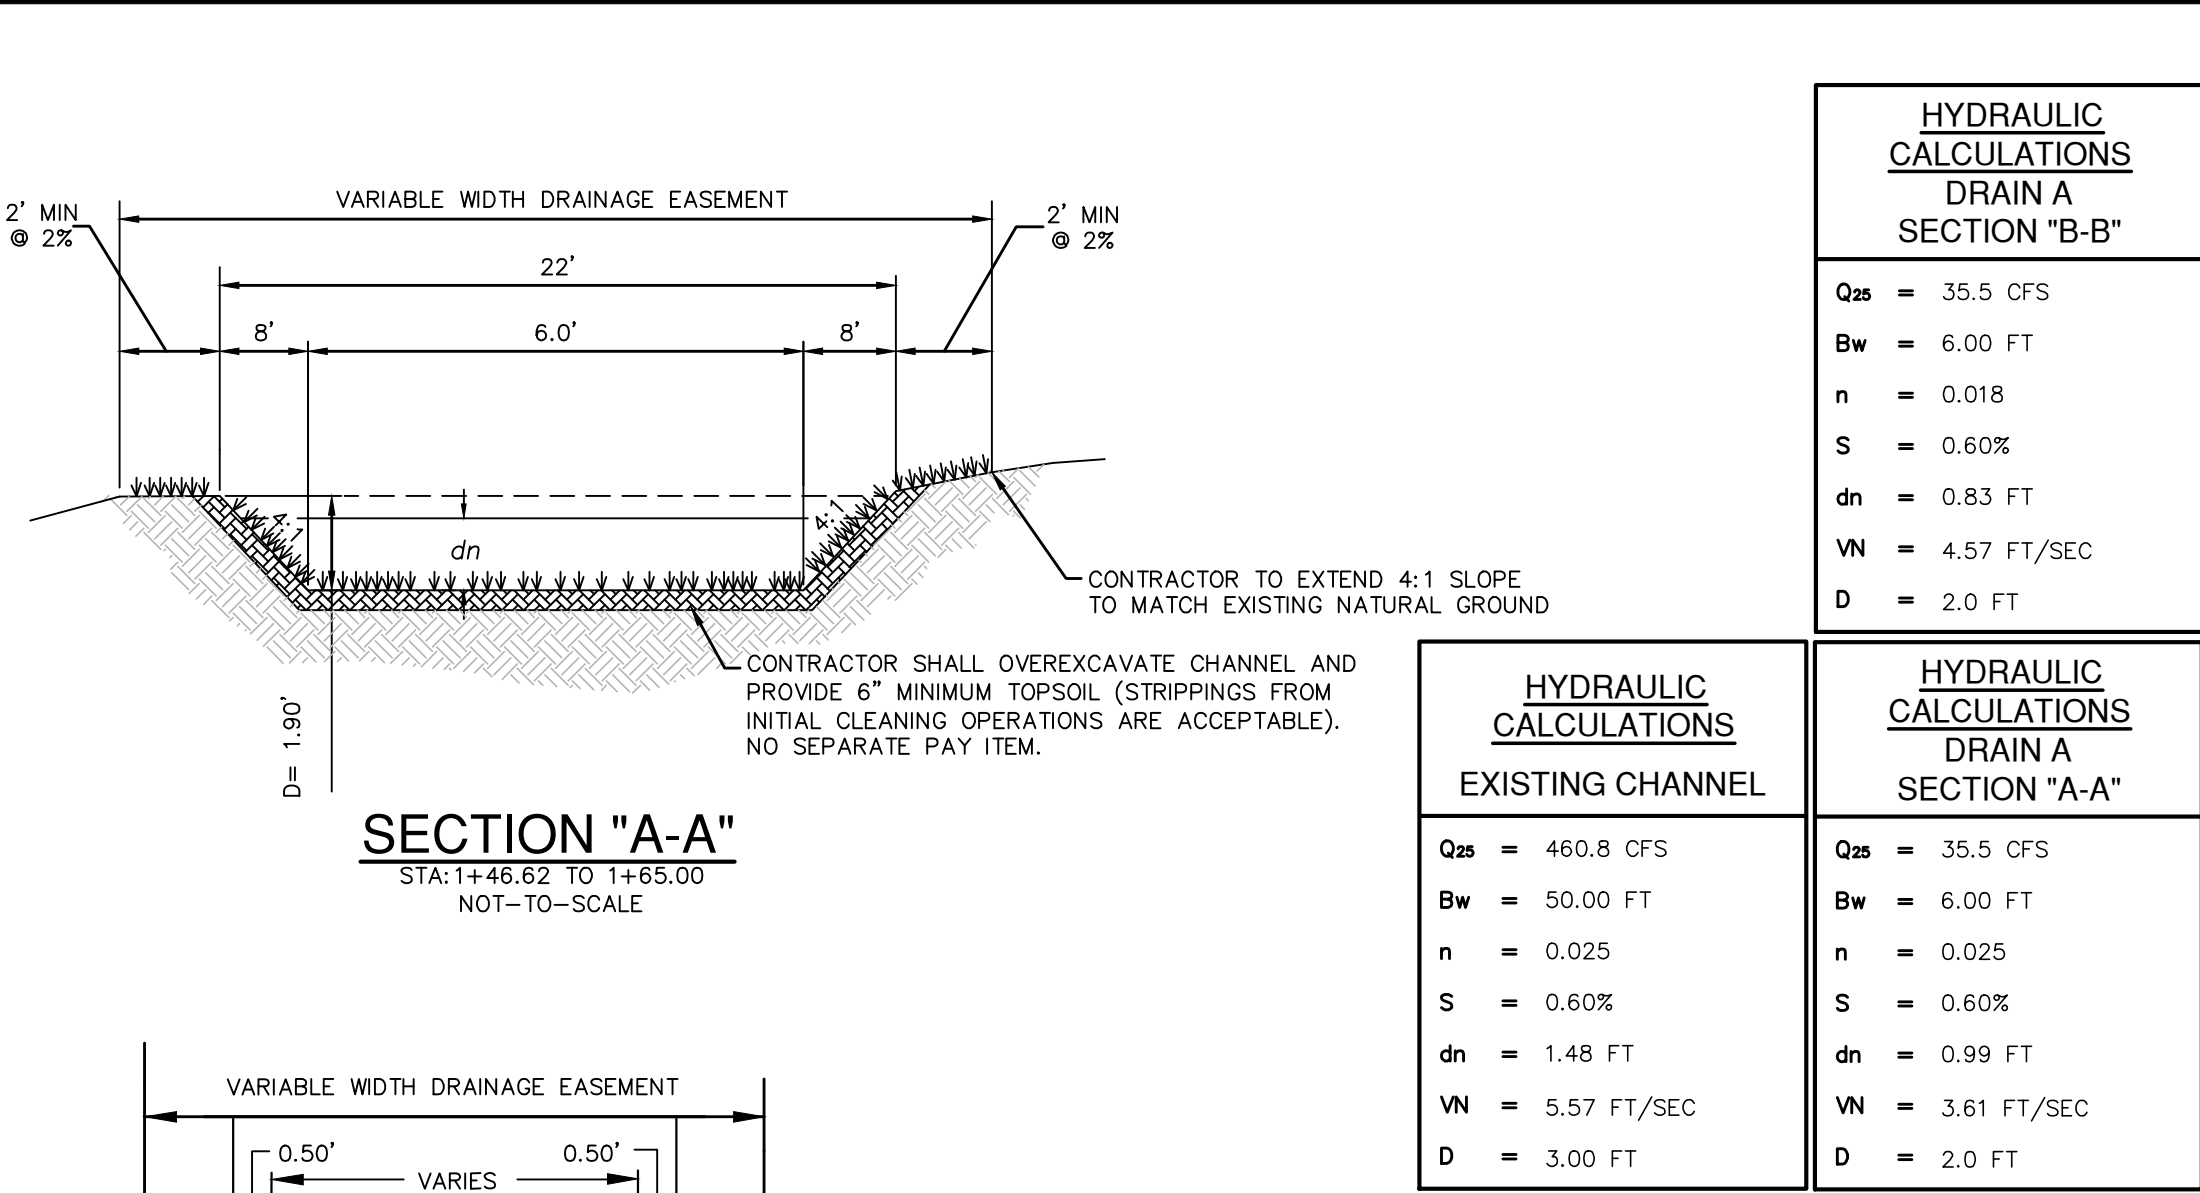 VARIABLE WIDTH DRAINAGE EASEMENT
2' MIN
@ 2%
2' MIN
@ 2%
22'
8'
6.0'
8'
4:1
4:1
dn
D= 1.90'
CONTRACTOR TO EXTEND 4:1 SLOPE
TO MATCH EXISTING NATURAL GROUND
CONTRACTOR SHALL OVEREXCAVATE CHANNEL AND
PROVIDE 6" MINIMUM TOPSOIL (STRIPPINGS FROM
INITIAL CLEANING OPERATIONS ARE ACCEPTABLE).
NO SEPARATE PAY ITEM.
SECTION "A-A"
STA:1+46.62 TO 1+65.00
NOT-TO-SCALE
VARIABLE WIDTH DRAINAGE EASEMENT
0.50'
0.50'
VARIES
HYDRAULIC
CALCULATIONS
DRAIN A
SECTION "B-B"
Q25 = 35.5 CFS
Bw = 6.00 FT
n = 0.018
S = 0.60%
dn = 0.83 FT
VN = 4.57 FT/SEC
D = 2.0 FT
HYDRAULIC
CALCULATIONS
EXISTING CHANNEL
Q25 = 460.8 CFS
Bw = 50.00 FT
n = 0.025
S = 0.60%
dn = 1.48 FT
VN = 5.57 FT/SEC
D = 3.00 FT
HYDRAULIC
CALCULATIONS
DRAIN A
SECTION "A-A"
Q25 = 35.5 CFS
Bw = 6.00 FT
n = 0.025
S = 0.60%
dn = 0.99 FT
VN = 3.61 FT/SEC
D = 2.0 FT